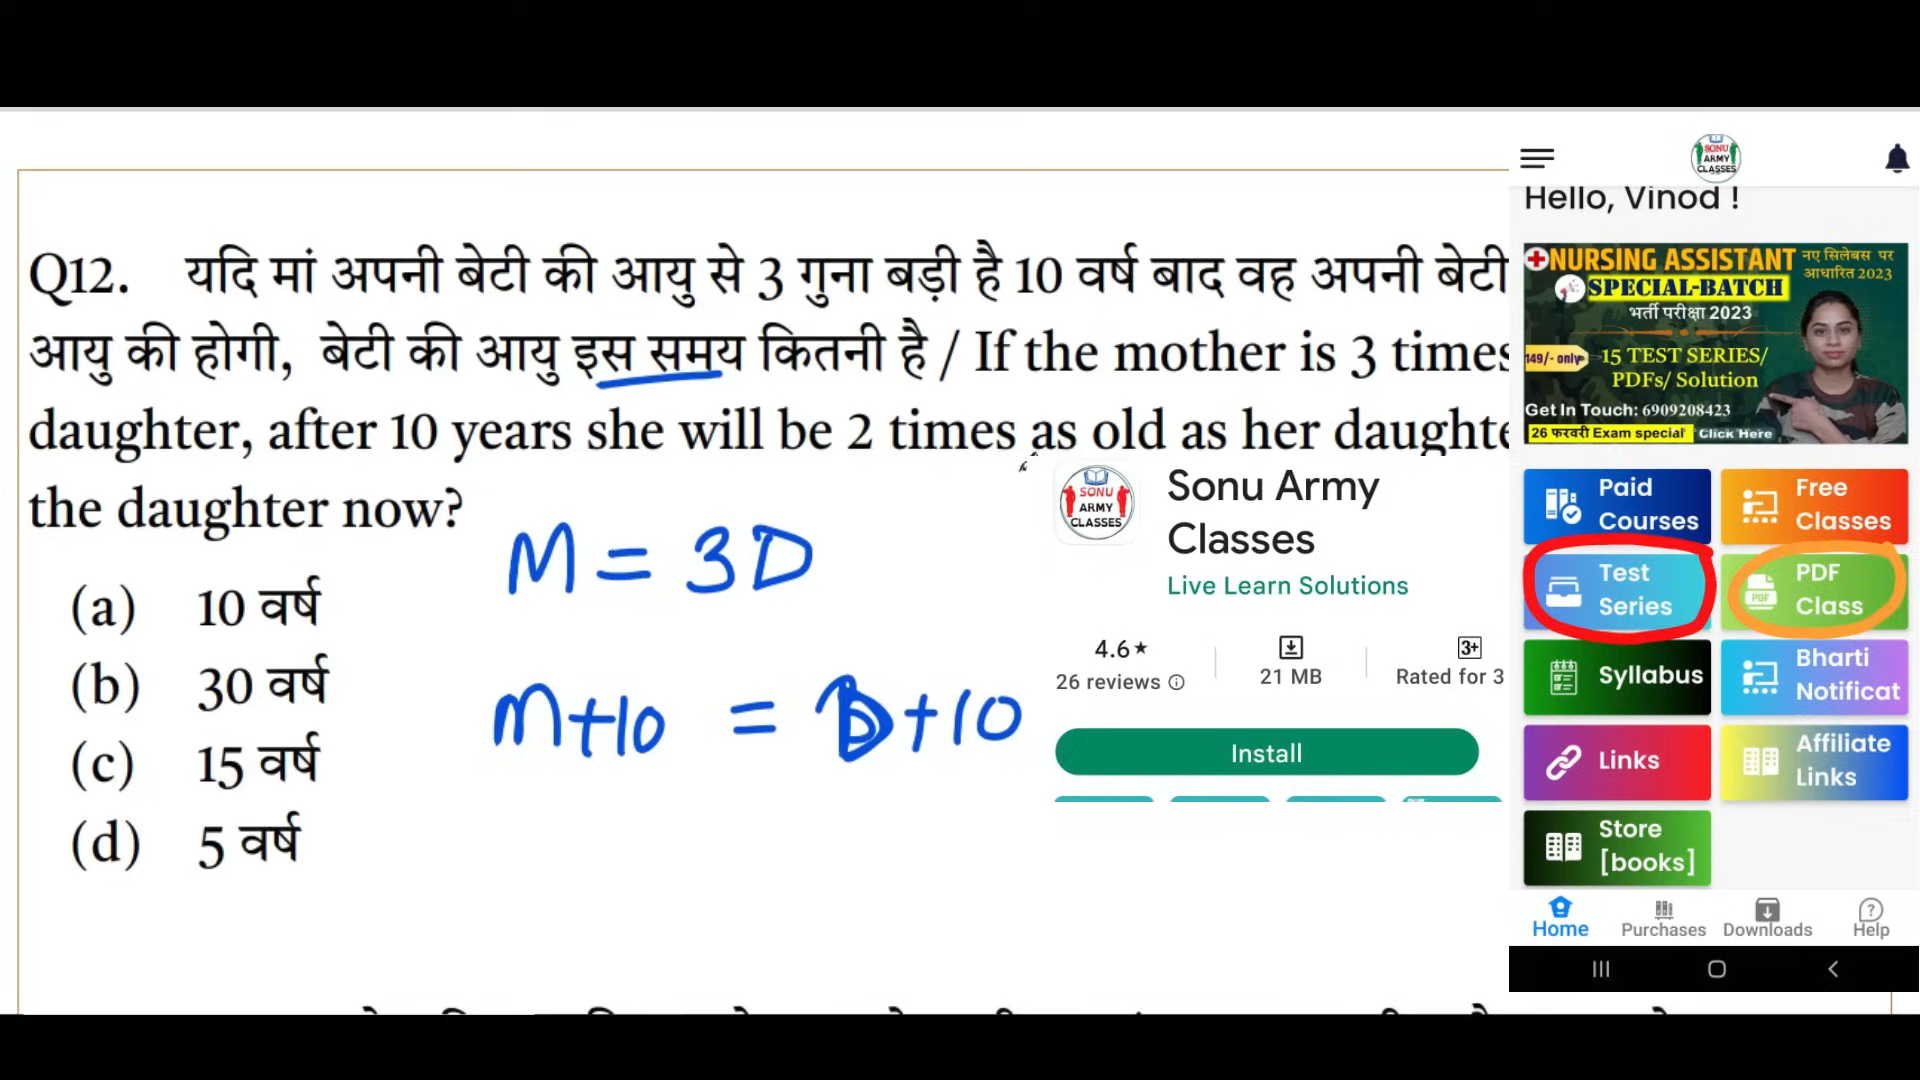 Hello, Vinod !
NURSING ASSISTANT नए सिलेबस पर
आधारित 2023
SPECIAL-BATCH
भर्ती परीक्षा 2023
149/- only
15 TEST SERIES/
PDFs/ Solution
Get In Touch: 6909208423
26 फरवरी Exam special Click Here
Q12. यदि मां अपनी बेटी की आयु से 3 गुना बड़ी है 10 वर्ष बाद वह अपनी बेटी
आयु की होगी, बेटी की आयु इस समय कितनी है / If the mother is 3 times
daughter, after 10 years she will be 2 times as old as her
the daughter now?
(a) 10 वर्ष
(b) 30 वर्ष
(c) 15 वर्ष
(d) 5 वर्ष
M = 3D
M+10 = D+10
SONU
ARMY
CLASSES
Sonu Army
Classes
Live Learn Solutions
4.6★
26 reviews
21 MB
3+
Rated for 3
Install
SONU
ARMY
CLASSES
Paid
Courses
Free
Classes
Test
Series
PDF
PDF
Class
Syllabus
Bharti
Notificat
Links
Affiliate
Links
Store
[books]
Home
Purchases
Downloads
Help